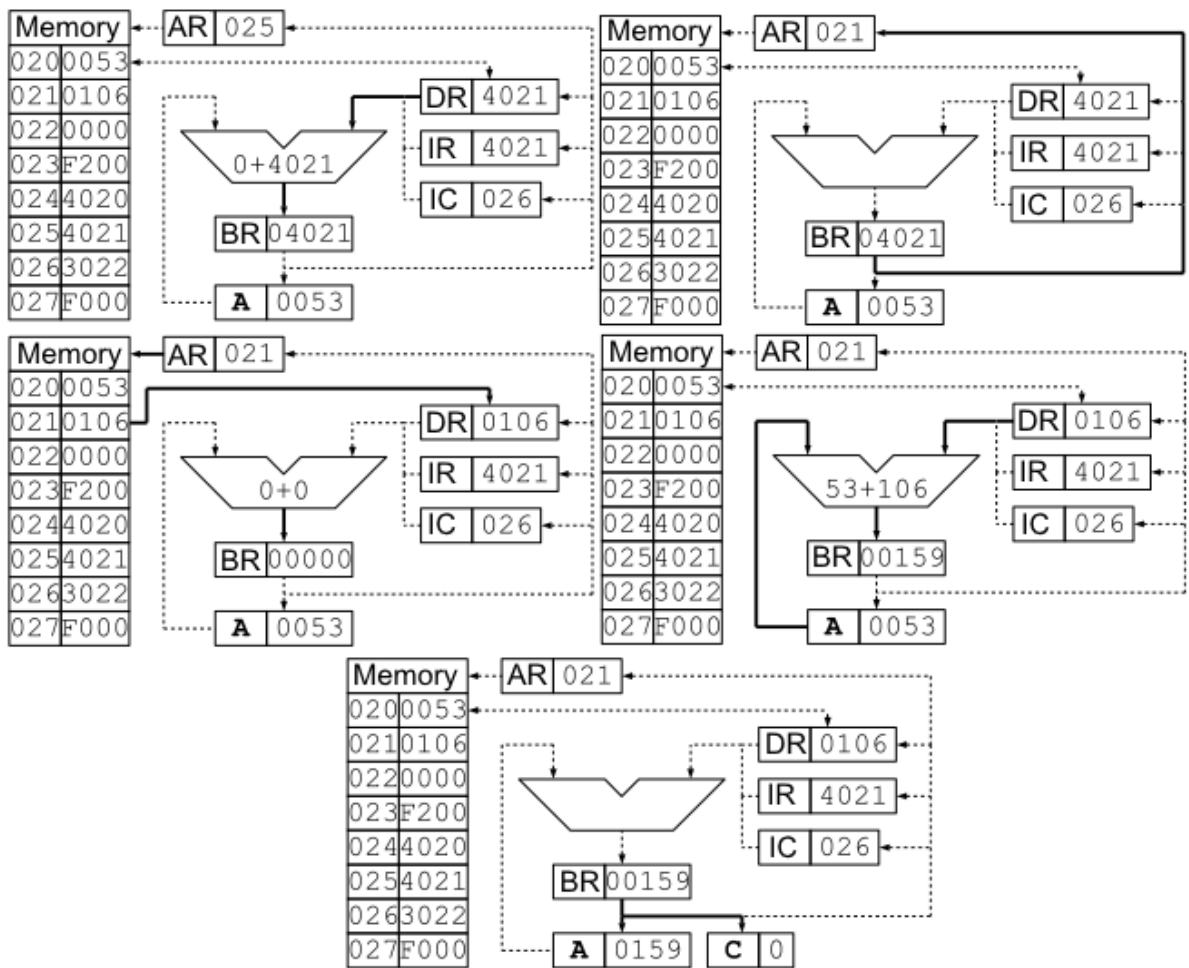 Memory AR 025
020 0053
021 0106 DR 4021
022 0000
023 F200 0+4021 IR 4021
024 4020 IC 026
025 4021 BR 04021
026 3022
027 F000 A 0053
Memory AR 021
020 0053
021 0106 DR 4021
022 0000
023 F200 IR 4021
024 4020 IC 026
025 4021 BR 04021
026 3022
027 F000 A 0053
Memory AR 021
020 0053
021 0106 DR 0106
022 0000
023 F200 0+0 IR 4021
024 4020 IC 026
025 4021 BR 00000
026 3022
027 F000 A 0053
Memory AR 021
020 0053
021 0106 DR 0106
022 0000
023 F200 53+106 IR 4021
024 4020 IC 026
025 4021 BR 00159
026 3022
027 F000 A 0053
Memory AR 021
020 0053
021 0106 DR 0106
022 0000
023 F200 IR 4021
024 4020 IC 026
025 4021 BR 00159
026 3022
027 F000 A 0159 C 0